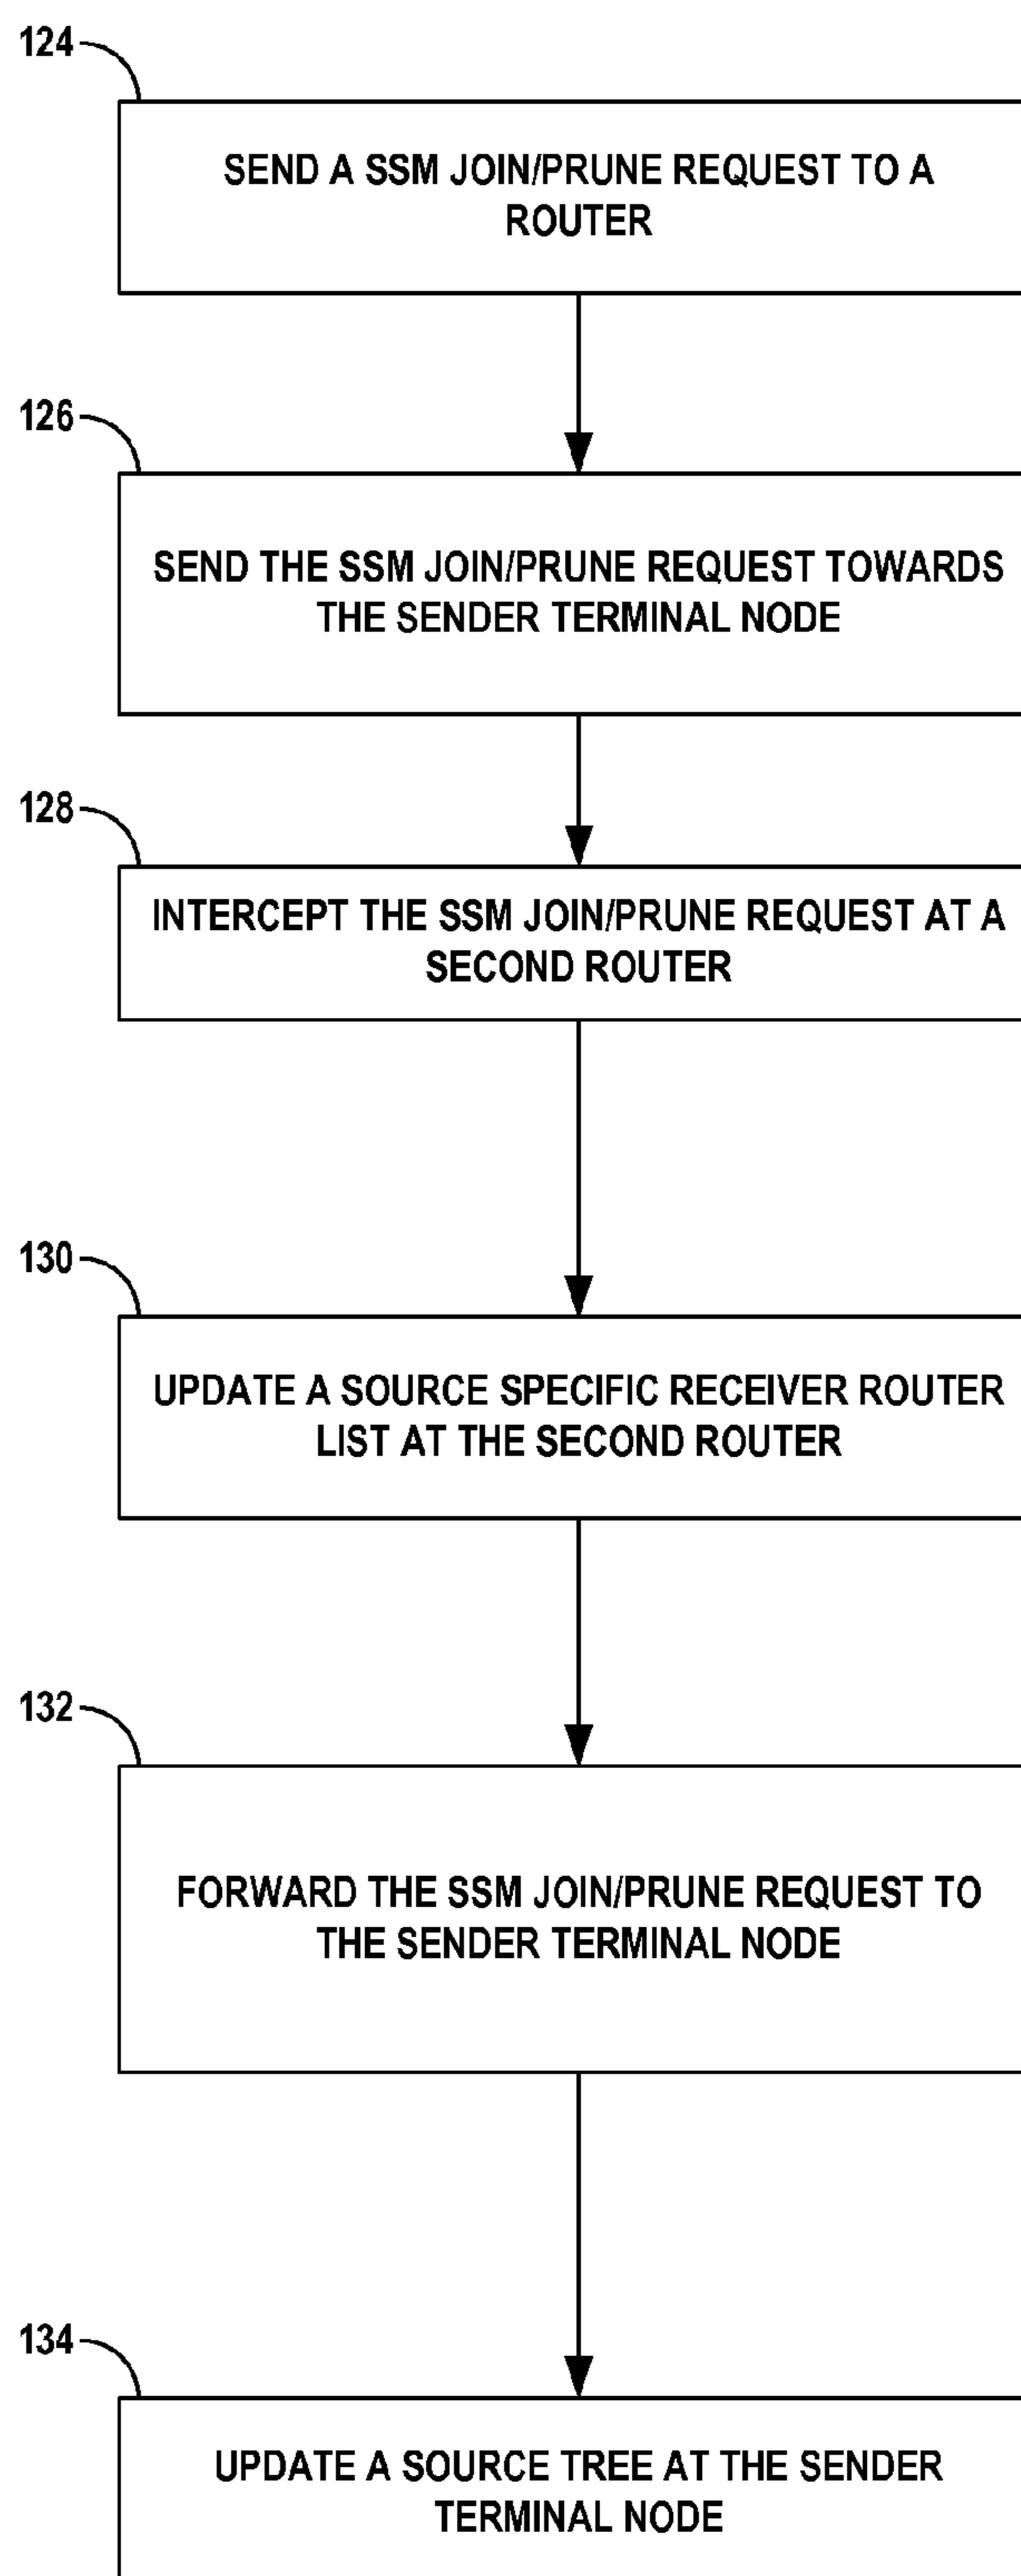 124
SEND A SSM JOIN/PRUNE REQUEST TO A
ROUTER
126
SEND THE SSM JOIN/PRUNE REQUEST TOWARDS
THE SENDER TERMINAL NODE
128
INTERCEPT THE SSM JOIN/PRUNE REQUEST AT A
SECOND ROUTER
130
UPDATE A SOURCE SPECIFIC RECEIVER ROUTER
LIST AT THE SECOND ROUTER
132
FORWARD THE SSM JOIN/PRUNE REQUEST TO
THE SENDER TERMINAL NODE
134
UPDATE A SOURCE TREE AT THE SENDER
TERMINAL NODE